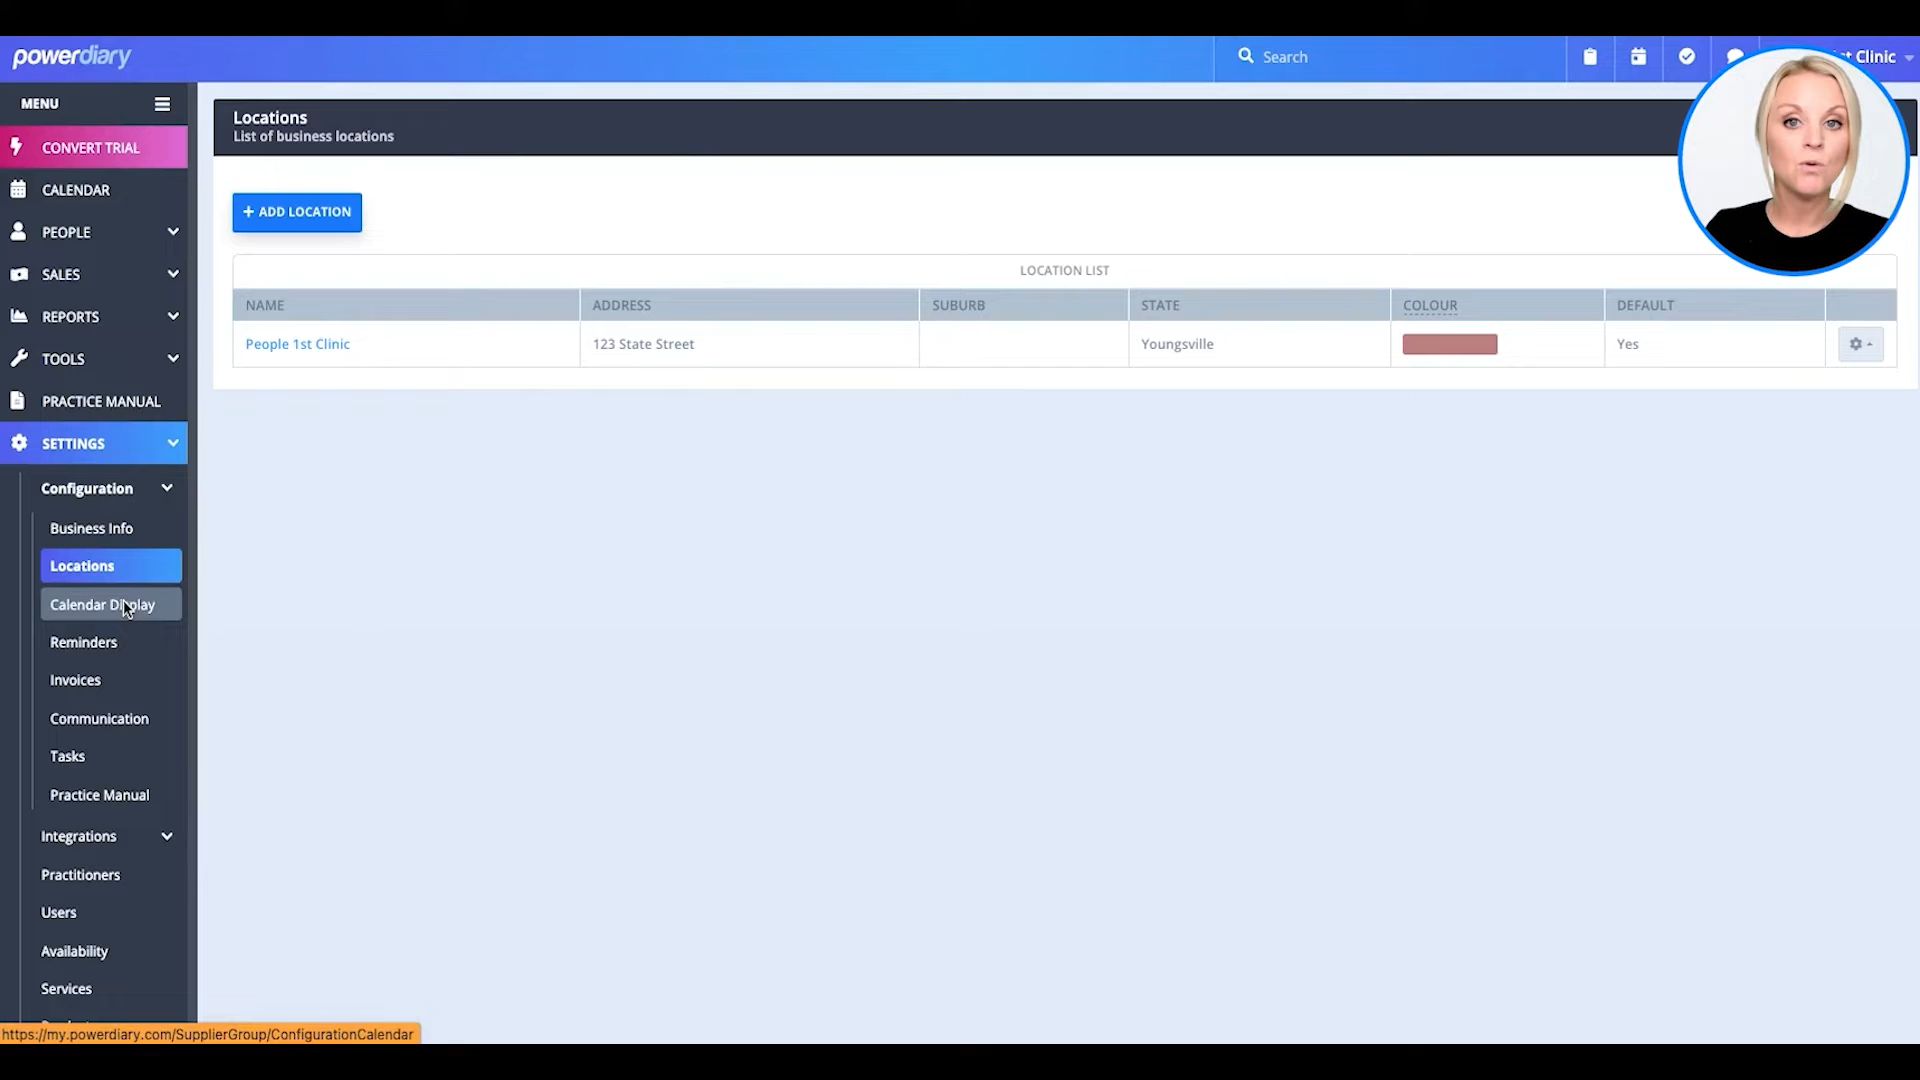 powerdiary
Search
Clinic
MENU
CONVERT TRIAL
CALENDAR
PEOPLE
SALES
REPORTS
TOOLS
PRACTICE MANUAL
SETTINGS
Configuration
Business Info
Locations
Calendar Display
Reminders
Invoices
Communication
Tasks
Practice Manual
Integrations
Practitioners
Users
Availability
Services
https://my.powerdiary.com/SupplierGroup/ConfigurationCalendar
Locations
List of business locations
+ ADD LOCATION
LOCATION LIST
NAME ADDRESS SUBURB STATE COLOUR DEFAULT
People 1st Clinic 123 State Street Youngsville Yes